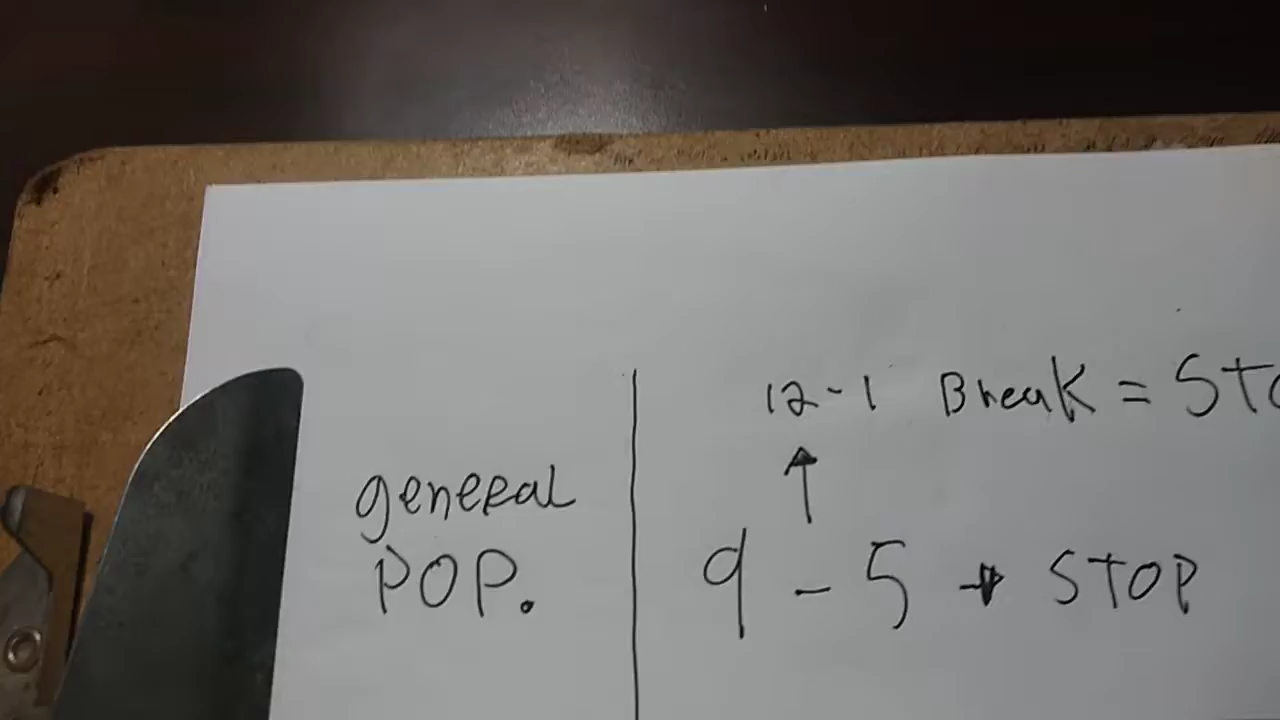 12-1 Break = STO
general
POP.
9 - 5 → STOP